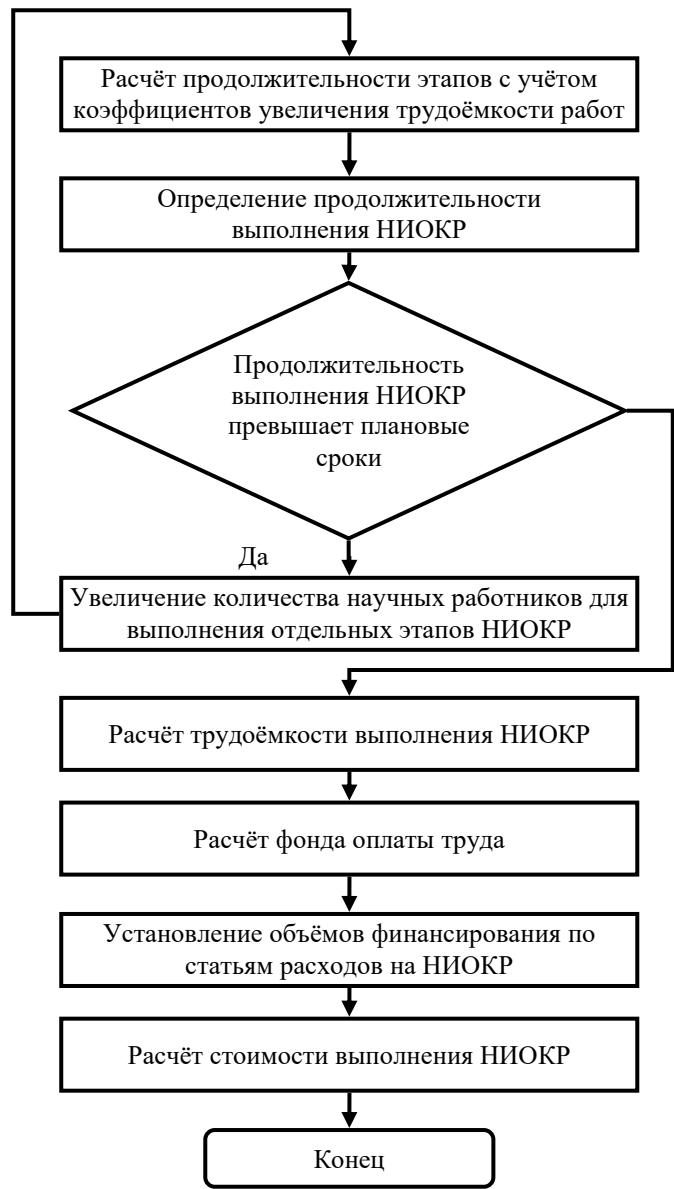 Расчёт продолжительности этапов с учётом
коэффициентов увеличения трудоёмкости работ
Определение продолжительности
выполнения НИОКР
Продолжительность
выполнения НИОКР
превышает плановые
сроки
Да
Увеличение количества научных работников для
выполнения отдельных этапов НИОКР
Расчёт трудоёмкости выполнения НИОКР
Расчёт фонда оплаты труда
Установление объёмов финансирования по
статьям расходов на НИОКР
Расчёт стоимости выполнения НИОКР
Конец